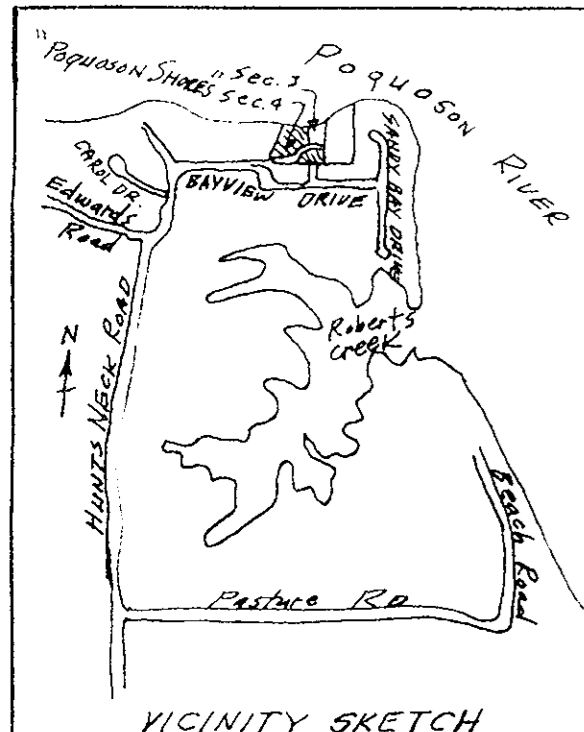 POQUOSON RIVER
"POQUOSON SHORES" Sec. 3
Sec. 4
SANDY BAY DRIVE
CAROL DR.
BAYVIEW DRIVE
Edwards Road
Roberts
Creek
N
HUNTS NECK ROAD
Beach Road
Pasture RD
VICINITY SKETCH